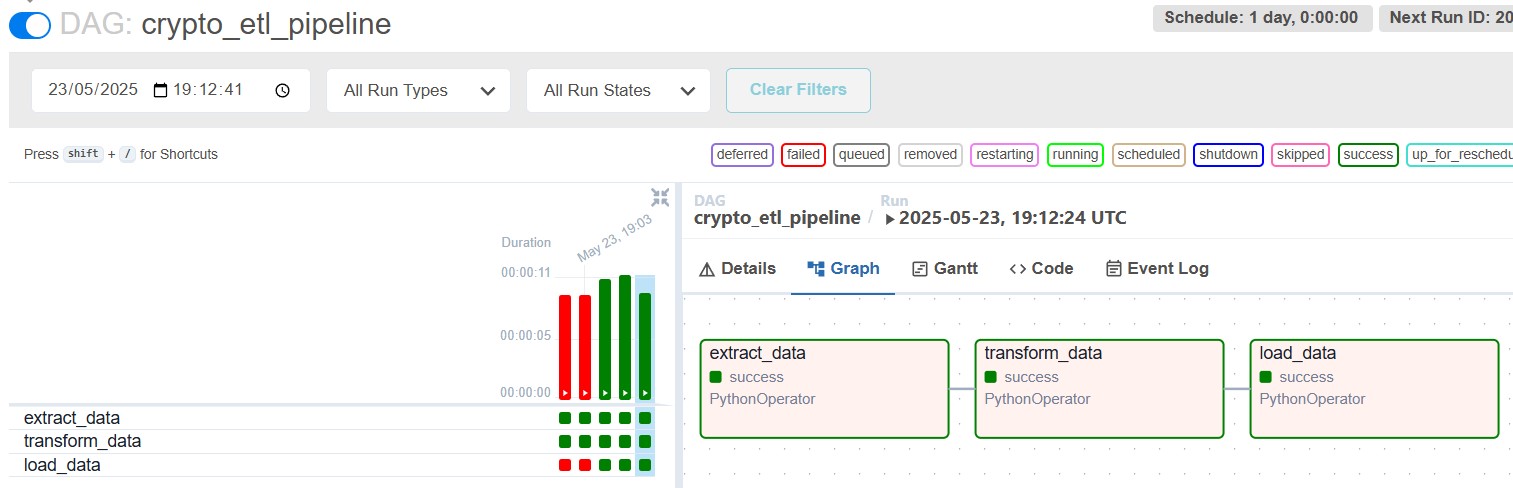 DAG: crypto_etl_pipeline
Schedule: 1 day, 0:00:00
Next Run ID: 20
23/05/2025 19:12:41
All Run Types
All Run States
Clear Filters
Press shift + / for Shortcuts
deferred failed queued removed restarting running scheduled shutdown skipped success up_for_reschedu
DAG
crypto_etl_pipeline
/
Run
2025-05-23, 19:12:24 UTC
Details
Graph
Gantt
<> Code
Event Log
Duration
May 23, 19:03
00:00:11
00:00:05
00:00:00
extract_data
transform_data
load_data
extract_data
success
PythonOperator
transform_data
success
PythonOperator
load_data
success
PythonOperator